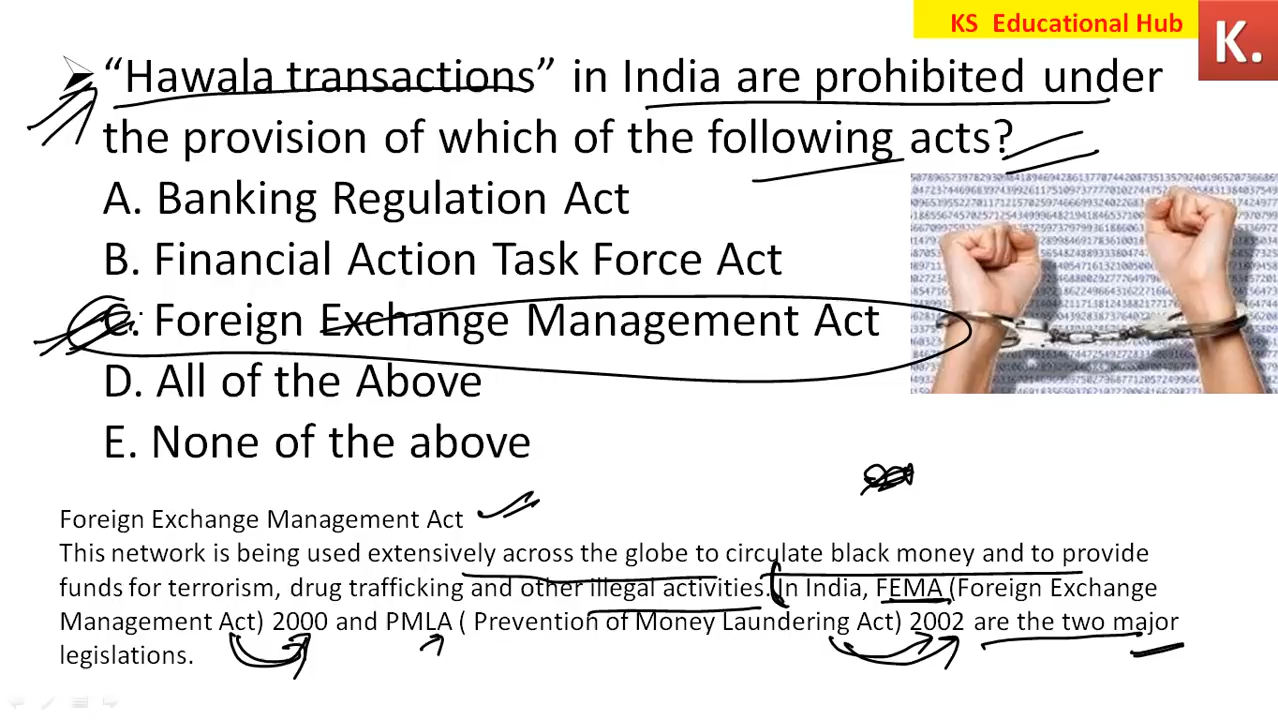 KS Educational Hub
K.
“Hawala transactions” in India are prohibited under
the provision of which of the following acts?
A. Banking Regulation Act
B. Financial Action Task Force Act
C. Foreign Exchange Management Act
D. All of the Above
E. None of the above
Foreign Exchange Management Act
This network is being used extensively across the globe to circulate black money and to provide
funds for terrorism, drug trafficking and other illegal activities. In India, FEMA (Foreign Exchange
Management Act) 2000 and PMLA ( Prevention of Money Laundering Act) 2002 are the two major
legislations.